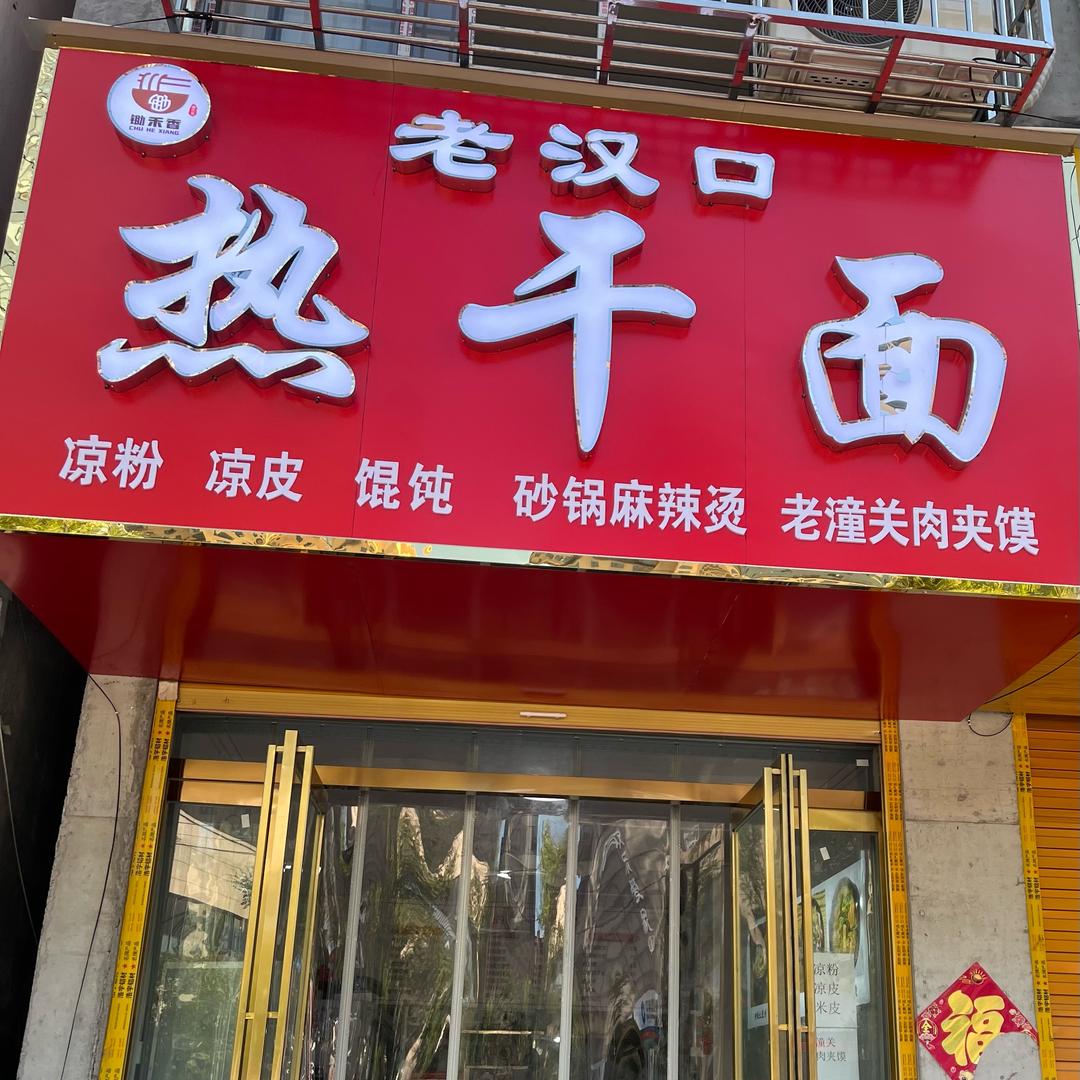 锄禾香
CHU HE XIANG
老汉口
热干面
凉粉 凉皮 馄饨 砂锅麻辣烫 老潼关肉夹馍
凉粉
凉皮
米皮
潼关
肉夹馍
福